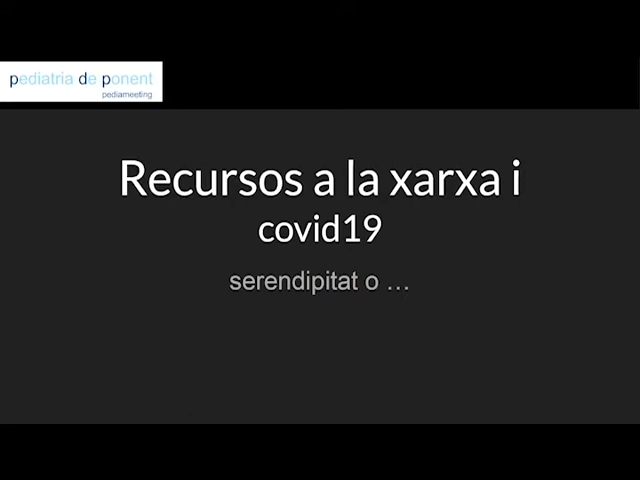 pediatria de ponent
pediameeting
Recursos a la xarxa i
covid19
serendipitat o …